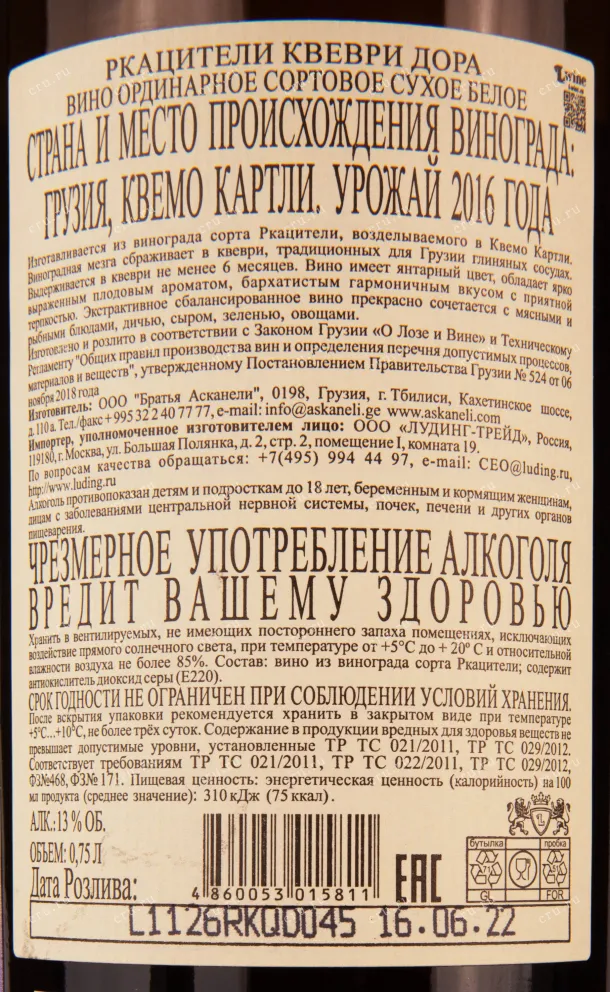 РКАЦИТЕЛИ КВЕВРИ ДОРА
ВИНО ОРДИНАРНОЕ СОРТОВОЕ СУХОЕ БЕЛОЕ
СТРАНА И МЕСТО ПРОИСХОЖДЕНИЯ ВИНОГРАДА:
ГРУЗИЯ, КВЕМО КАРТЛИ. УРОЖАЙ 2016 ГОДА
Изготавливается из винограда сорта Ркацители, возделываемого в Квемо Картли.
Виноградная мезга сбраживает в квеври, традиционных для Грузии глиняных сосудах.
Выдерживается в квеври не менее 6 месяцев. Вино имеет янтарный цвет, обладает ярко
выраженным плодовым ароматом, бархатистым гармоничным вкусом с приятной
терпкостью. Экстрактивное сбалансированное вино прекрасно сочетается с мясными и
рыбными блюдами, дичью, сыром, зеленью, овощами.
Изготовлено и розлито в соответствии с Законом Грузии «О Лозе и Вине» и Техническому
Регламенту "Общих правил производства вин и определения перечня допустимых процессов,
материалов и веществ", утвержденному Постановлением Правительства Грузии № 524 от 06
ноября 2018 года
Изготовитель: ООО "Братья Асканели", 0198, Грузия, г. Тбилиси, Кахетинское шоссе,
д.110а. Тел./факс +995 32 2 40 77 77, e-mail: info@askaneli.ge www.askaneli.com
Импортер, уполномоченное изготовителем лицо: ООО «ЛУДИНГ-ТРЕЙД», Россия,
119180, г. Москва, ул. Большая Полянка, д. 2, стр. 2, помещение I, комната 19.
По вопросам качества обращаться: +7(495) 994 44 97, e-mail: CEO@luding.ru,
http://www.luding.ru
Алкоголь противопоказан детям и подросткам до 18 лет, беременным и кормящим женщинам,
лицам с заболеваниями центральной нервной системы, почек, печени и других органов
пищеварения.
ЧРЕЗМЕРНОЕ УПОТРЕБЛЕНИЕ АЛКОГОЛЯ
ВРЕДИТ ВАШЕМУ ЗДОРОВЬЮ
Хранить в вентилируемых, не имеющих постороннего запаха помещениях, исключающих
воздействие прямого солнечного света, при температуре от +5°С до + 20° С и относительной
влажности воздуха не более 85%. Состав: вино из винограда сорта Ркацители; содержит
антиокислитель диоксид серы (Е220).
СРОК ГОДНОСТИ НЕ ОГРАНИЧЕН ПРИ СОБЛЮДЕНИИ УСЛОВИЙ ХРАНЕНИЯ.
После вскрытия упаковки рекомендуется хранить в закрытом виде при температуре
+5°С...+10°С, не более трёх суток. Содержание в продукции вредных для здоровья веществ не
превышает допустимые уровни, установленные ТР ТС 021/2011, ТР ТС 029/2012.
Соответствует требованиям ТР ТС 021/2011, ТР ТС 022/2011, ТР ТС 029/2012,
ФЗ№468, ФЗ№ 171. Пищевая ценность: энергетическая ценность (калорийность) на 100
мл продукта (среднее значение): 310 кДж (75 ккал).
АЛК.:13 % ОБ.
ОБЪЕМ: 0,75 Л
Дата Розлива:
4 860053 015811
EAC
бутылка пробка
GL FOR
L1126RKQD045 16.06.22